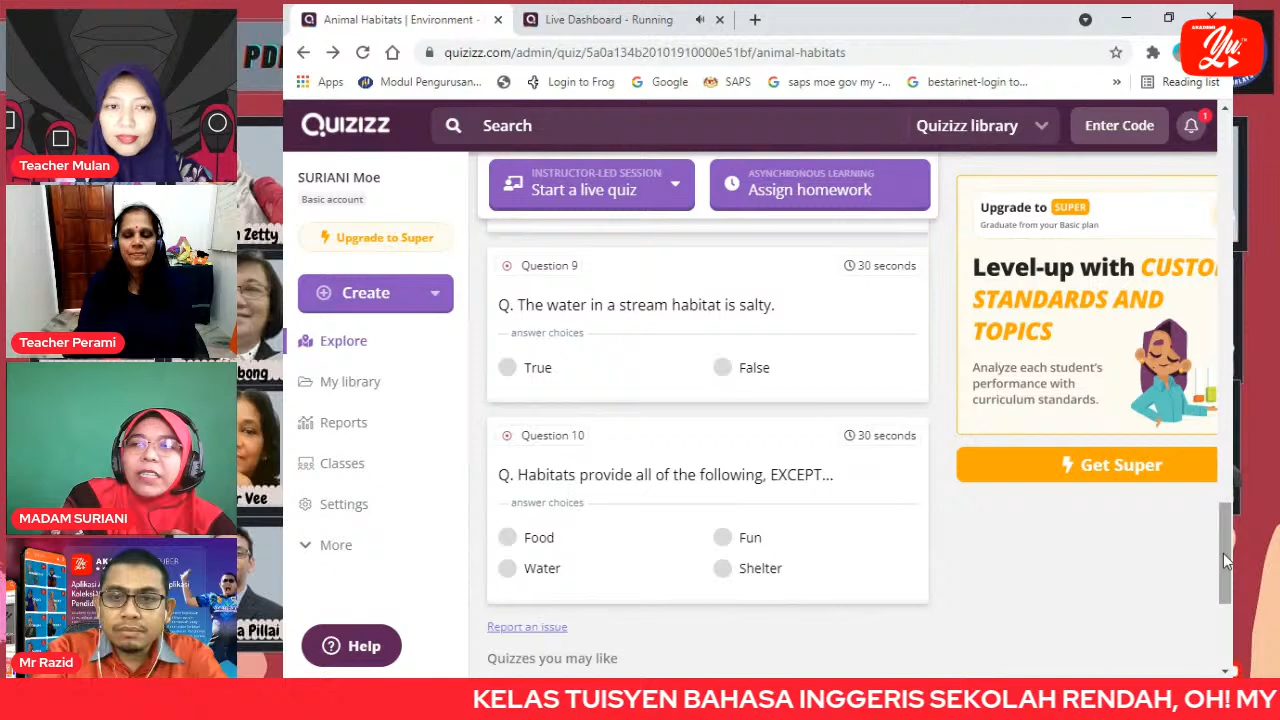 Animal Habitats | Environment -
Live Dashboard - Running
quizizz.com/admin/quiz/5a0a134b20101910000e51bf/animal-habitats
Apps
Modul Pengurusan...
Login to Frog
Google
SAPS
saps moe gov my -...
bestarinet-login to...
»
Reading list
Yu.
PD
Teacher Mulan
n Zetty
Teacher Perami
bong
r Vee
MADAM SURIANI
a Pillai
Mr Razid
QUIZIZZ
Search
Quizizz library
Enter Code
1
SURIANI Moe
Basic account
Upgrade to Super
Create
Explore
My library
Reports
Classes
Settings
More
Help
INSTRUCTOR-LED SESSION
Start a live quiz
ASYNCHRONOUS LEARNING
Assign homework
Question 9
30 seconds
Q. The water in a stream habitat is salty.
answer choices
True
False
Question 10
30 seconds
Q. Habitats provide all of the following, EXCEPT...
answer choices
Food
Fun
Water
Shelter
Report an issue
Quizzes you may like
Upgrade to SUPER
Graduate from your Basic plan
Level-up with CUSTO
STANDARDS AND
TOPICS
Analyze each student's
performance with
curriculum standards.
Get Super
KELAS TUISYEN BAHASA INGGERIS SEKOLAH RENDAH, OH! MY